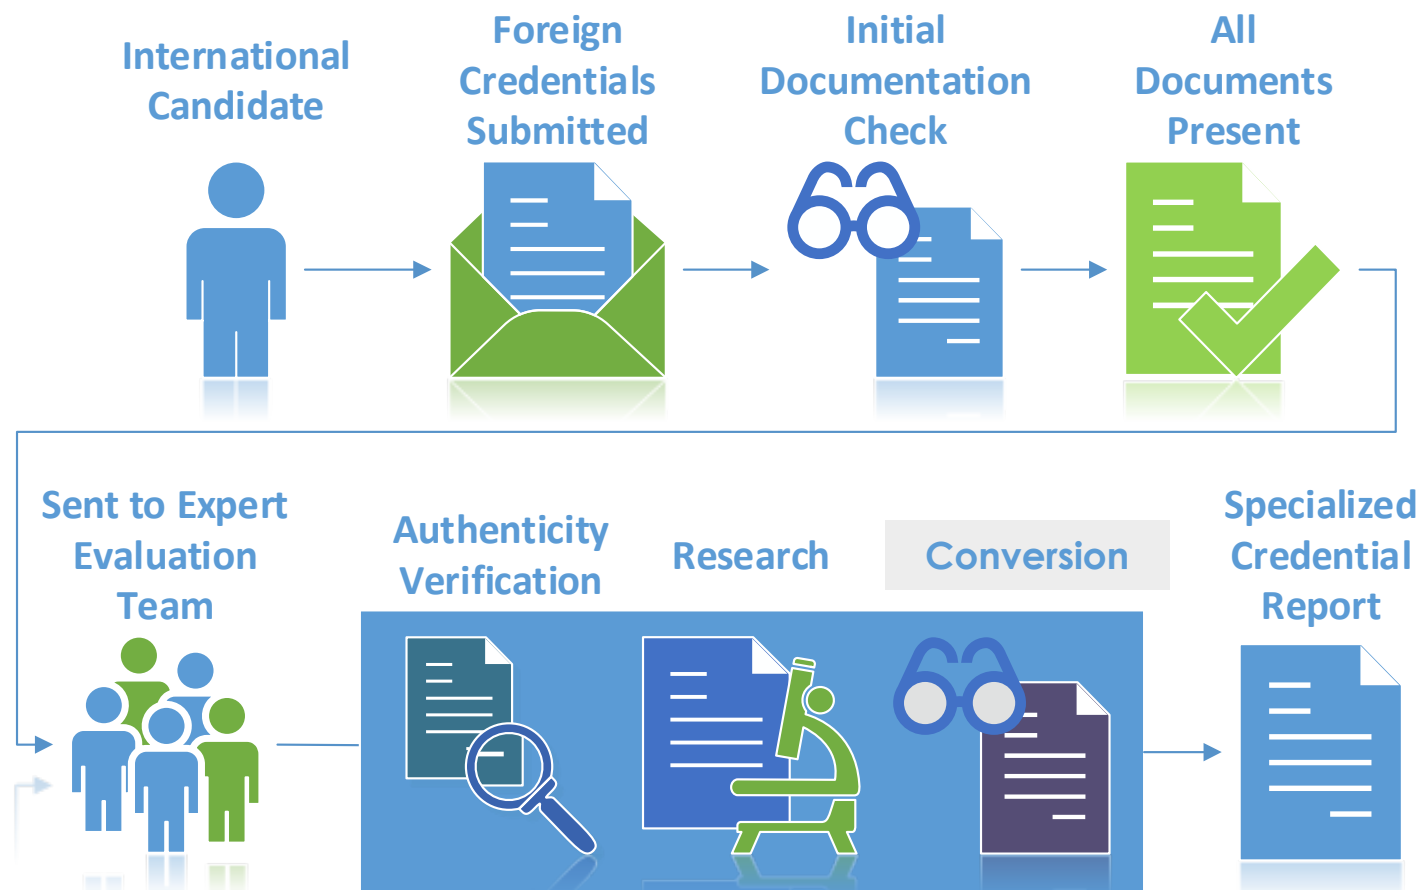 International
Candidate
Foreign
Credentials
Submitted
Initial
Documentation
Check
All
Documents
Present
Sent to Expert
Evaluation
Team
Authenticity
Verification
Research
Conversion
Specialized
Credential
Report